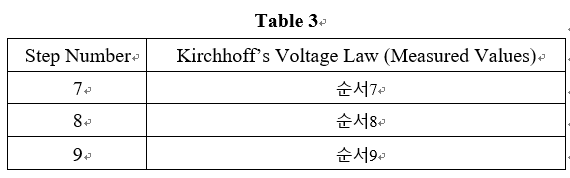 Table 3
Step Number Kirchhoff's Voltage Law (Measured Values)
7 순서7
8 순서8
9 순서9